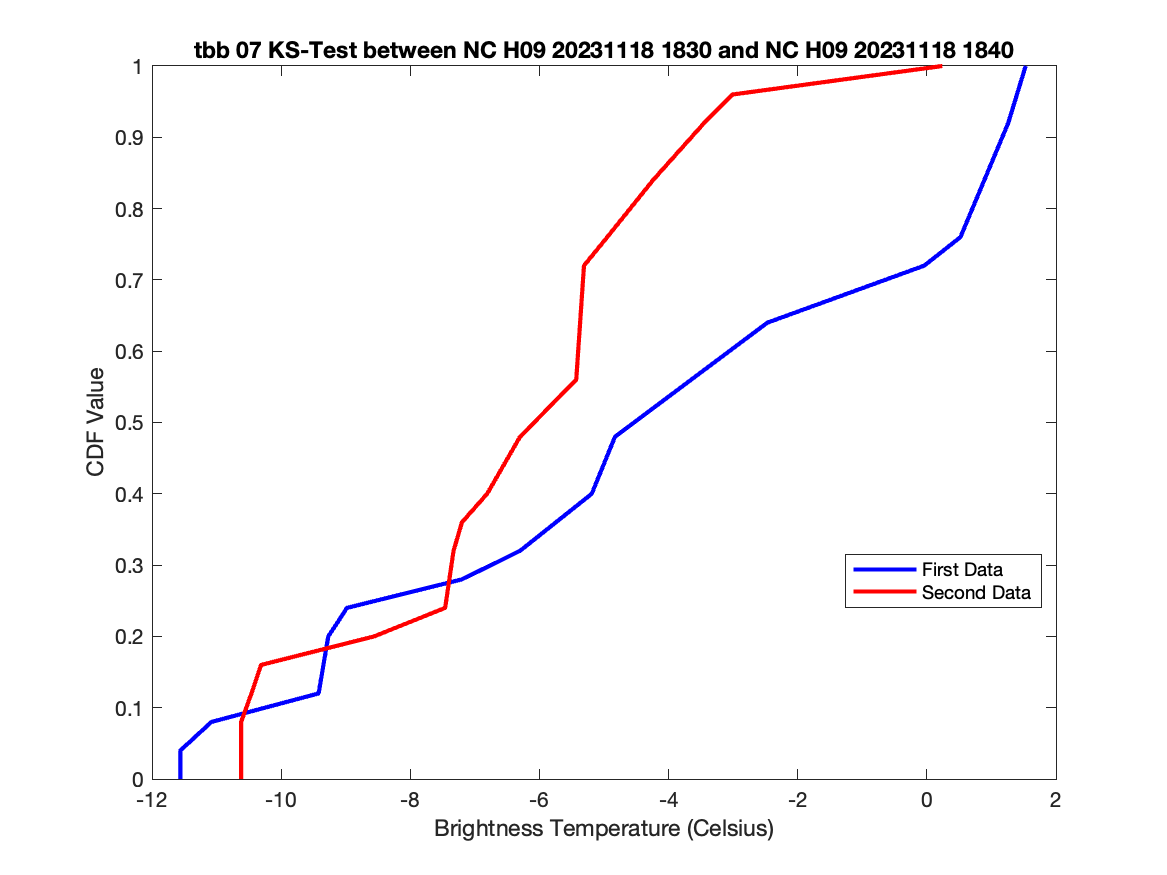 tbb 07 KS-Test between NC H09 20231118 1830 and NC H09 20231118 1840
1
0.9
0.8
0.7
0.6
0.5
0.4
0.3
0.2
0.1
0
CDF Value
First Data
Second Data
-12 -10 -8 -6 -4 -2 0 2
Brightness Temperature (Celsius)